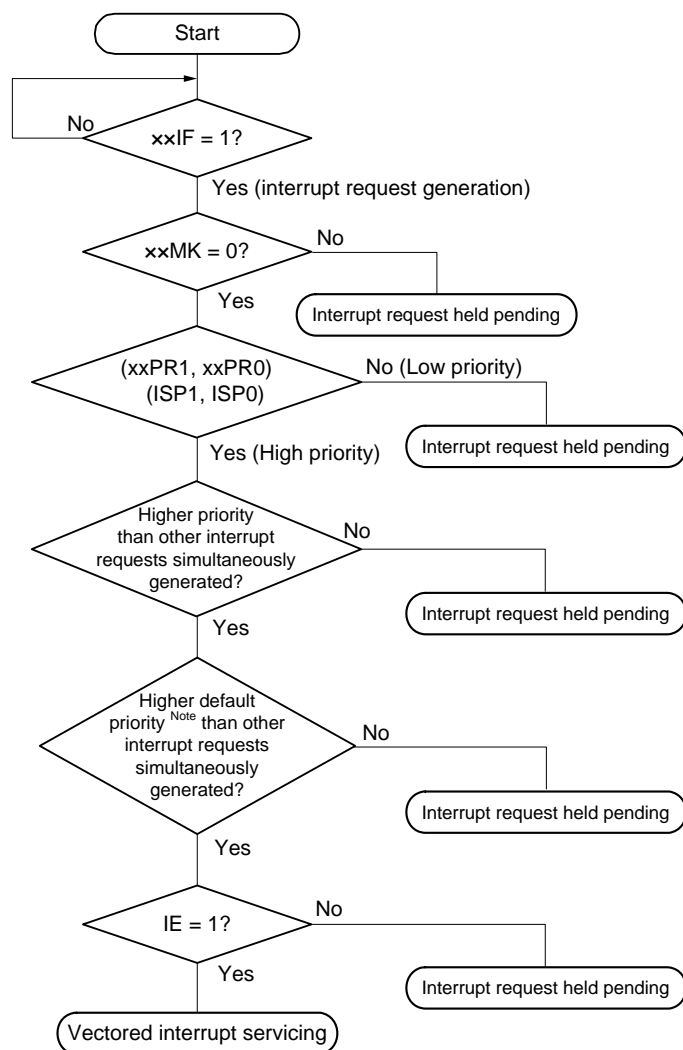 Start
No
××IF = 1?
Yes (interrupt request generation)
××MK = 0?
No
Yes
Interrupt request held pending
(xxPR1, xxPR0)
(ISP1, ISP0)
No (Low priority)
Interrupt request held pending
Yes (High priority)
Higher priority
than other interrupt
requests simultaneously
generated?
No
Interrupt request held pending
Yes
Higher default
priority Note than other
interrupt requests
simultaneously
generated?
No
Interrupt request held pending
Yes
IE = 1?
No
Interrupt request held pending
Yes
Vectored interrupt servicing